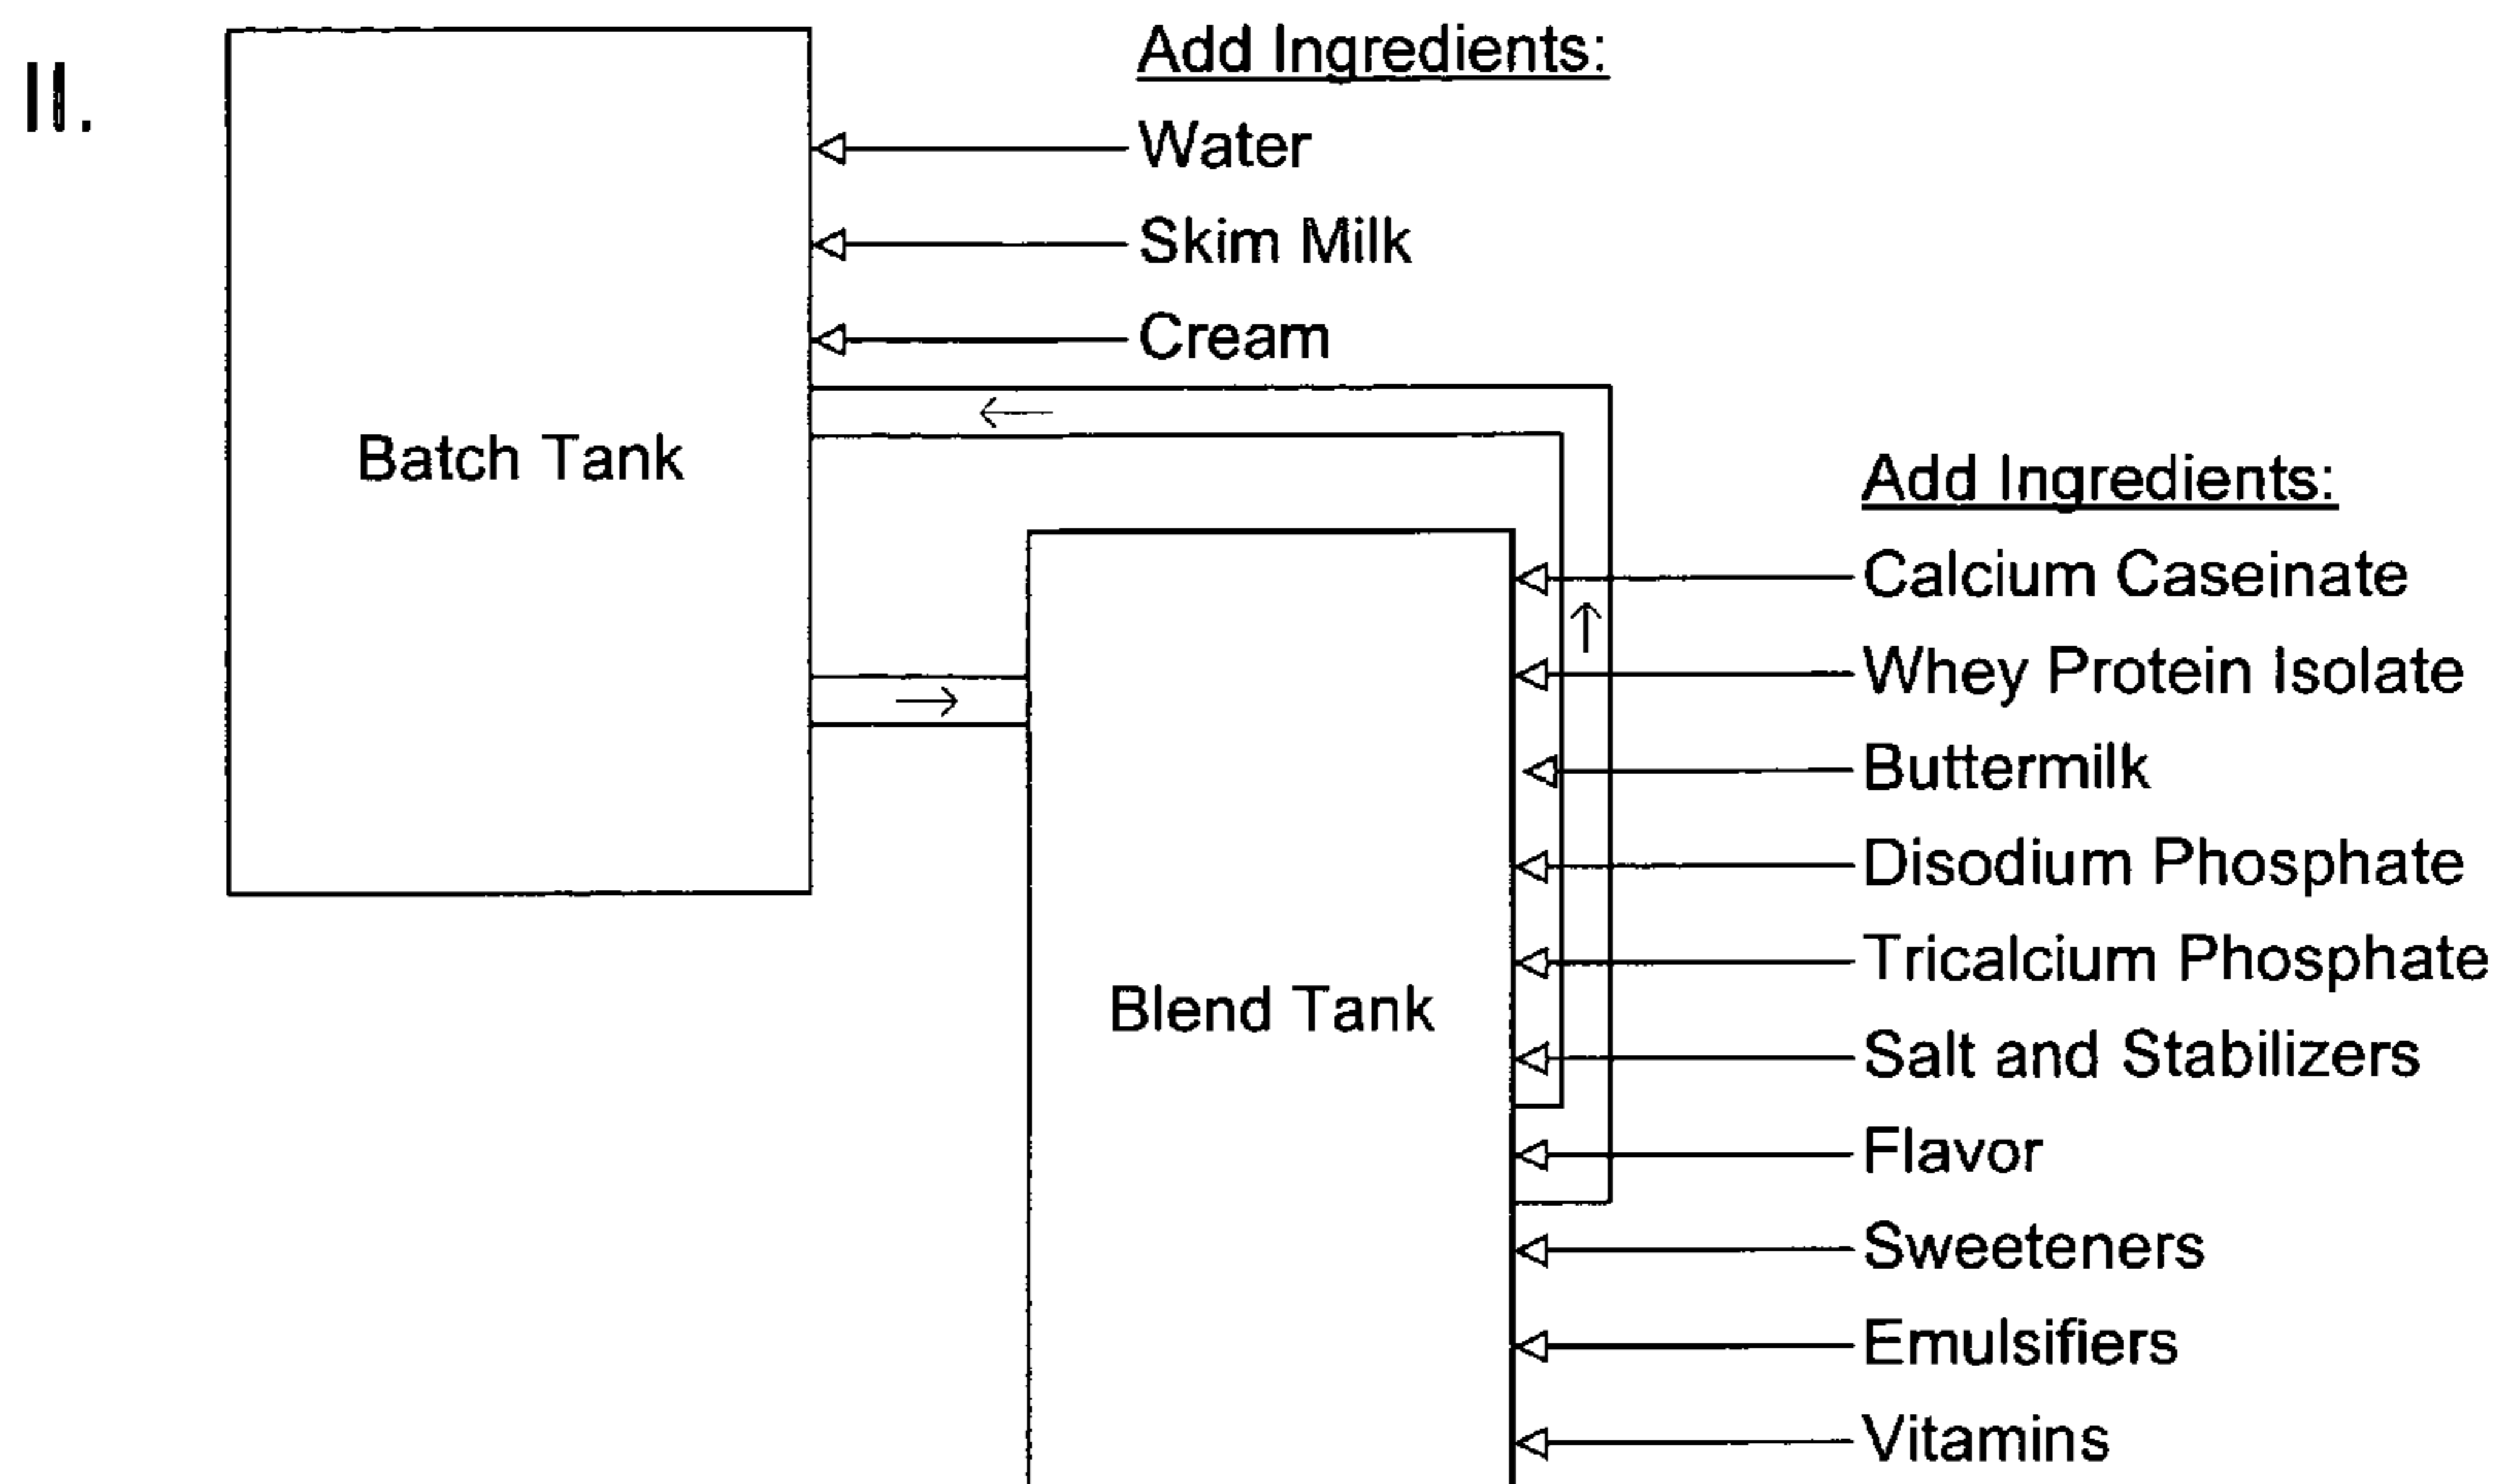 II.
Add Ingredients:
Water
Skim Milk
Cream
Batch Tank
Add Ingredients:
Calcium Caseinate
Whey Protein Isolate
Buttermilk
Disodium Phosphate
Tricalcium Phosphate
Blend Tank
Salt and Stabilizers
Flavor
Sweeteners
Emulsifiers
Vitamins